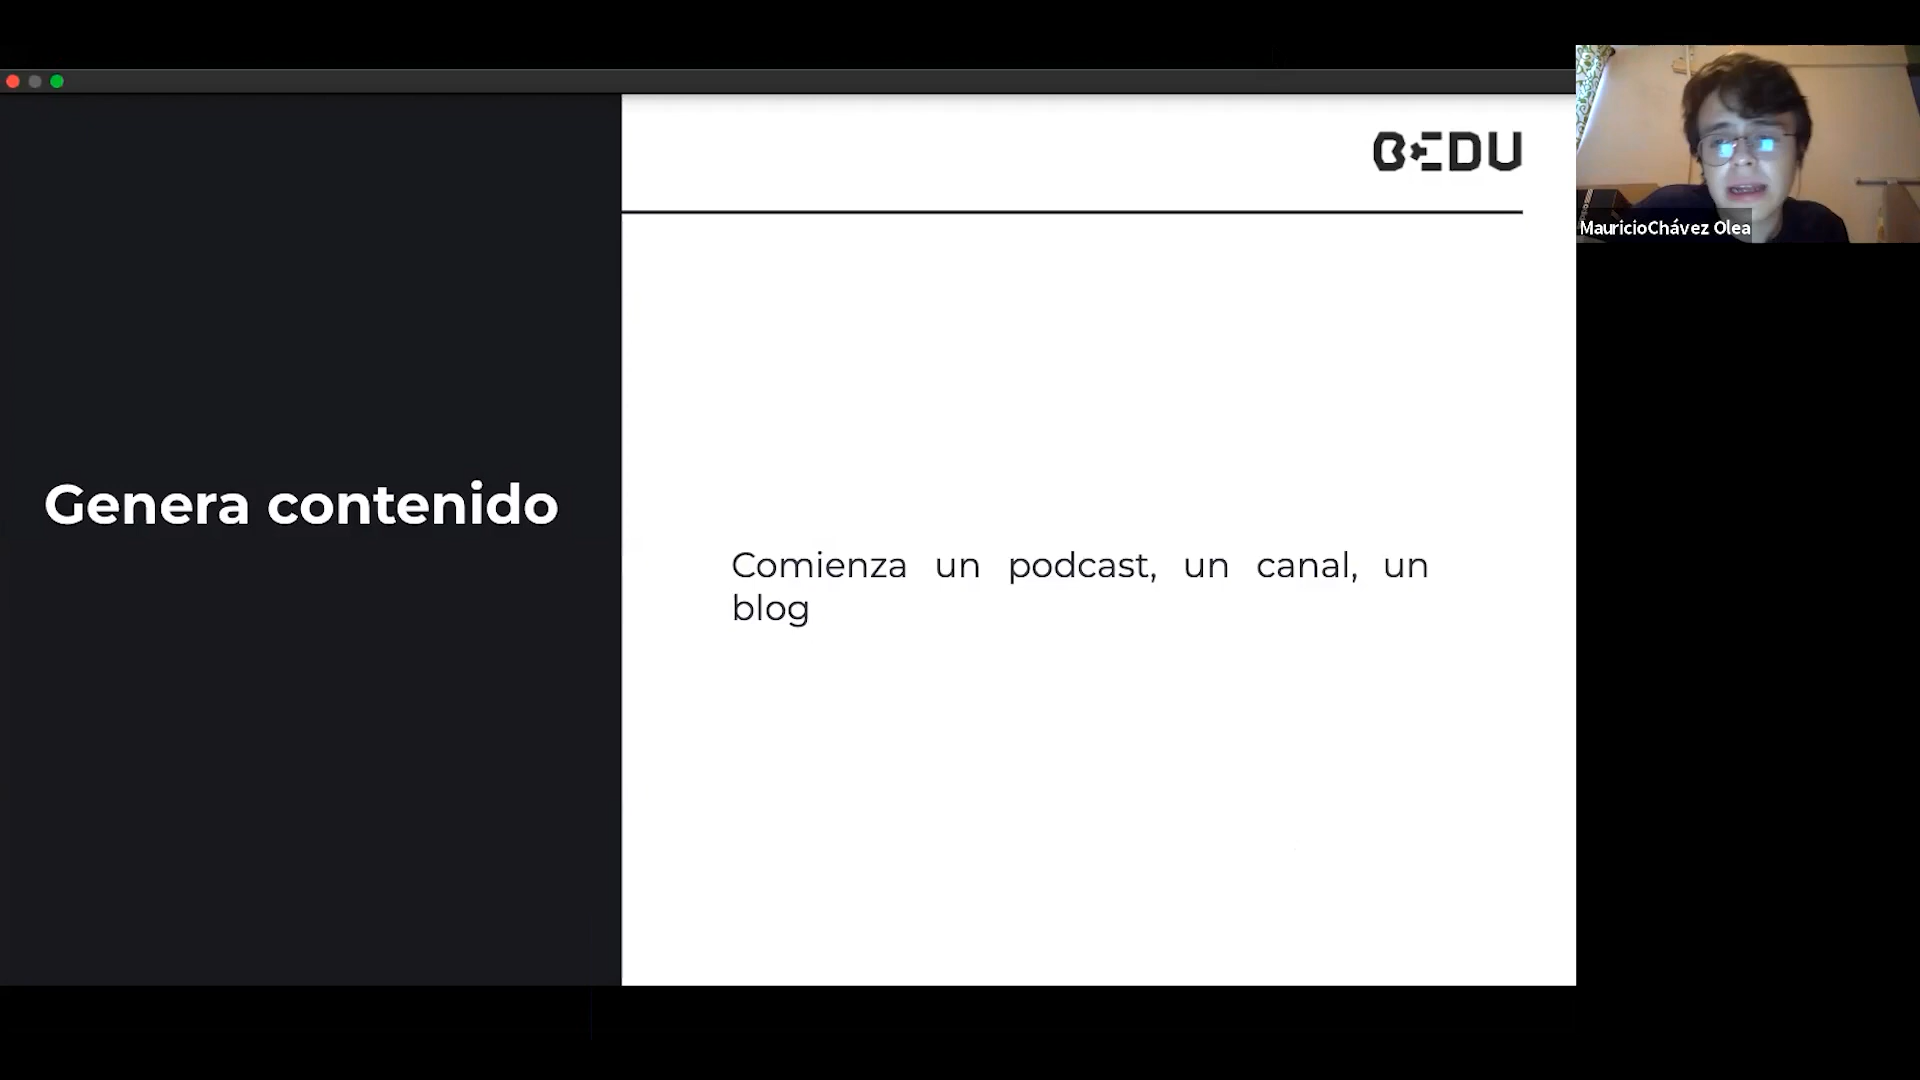 BEDU
MauricioChávez Olea
Genera contenido
Comienza un podcast, un canal, un
blog